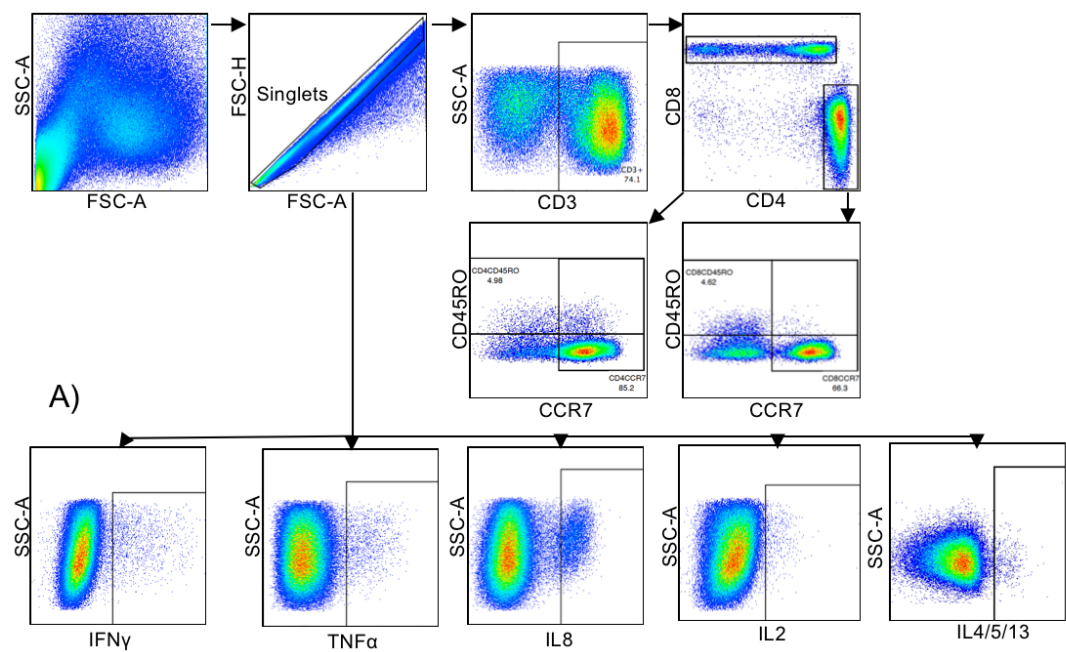 SSC-A
FSC-A
FSC-H
Singlets
FSC-A
SSC-A
CD3+
74.1
CD3
CD8
CD4
CD45RO
CD4CD45RO
4.98
CD4CCR7
85.2
CCR7
CD45RO
CD8CD45RO
4.62
CD8CCR7
66.3
CCR7
A)
SSC-A
IFNγ
SSC-A
TNFα
SSC-A
IL8
SSC-A
IL2
SSC-A
IL4/5/13